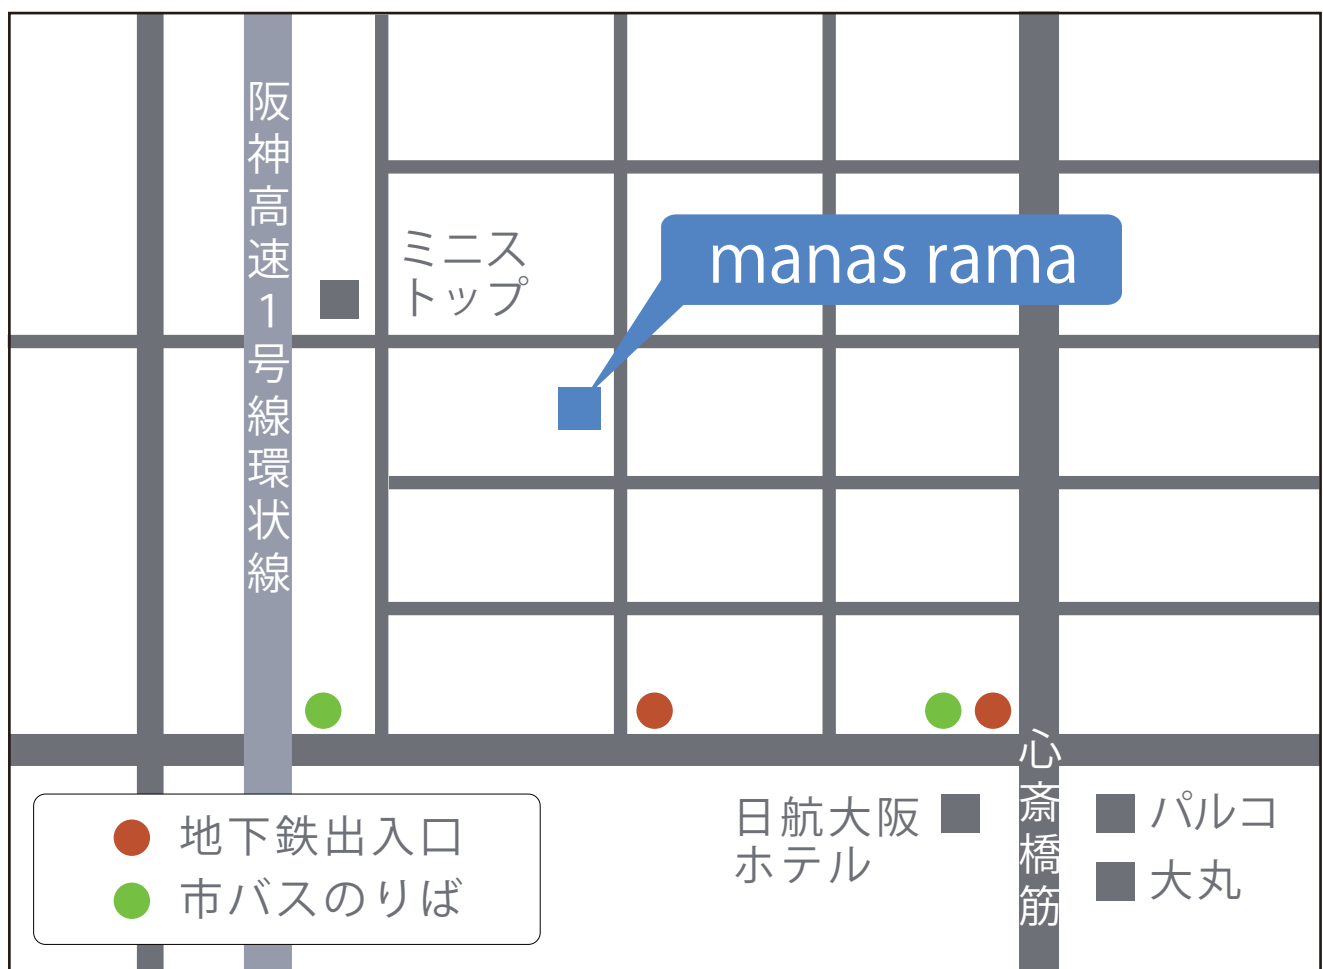 阪神高速1号線環状線
ミニス
トップ
manas rama
心斎橋筋
日航大阪
ホテル
パルコ
大丸
地下鉄出入口
市バスのりば